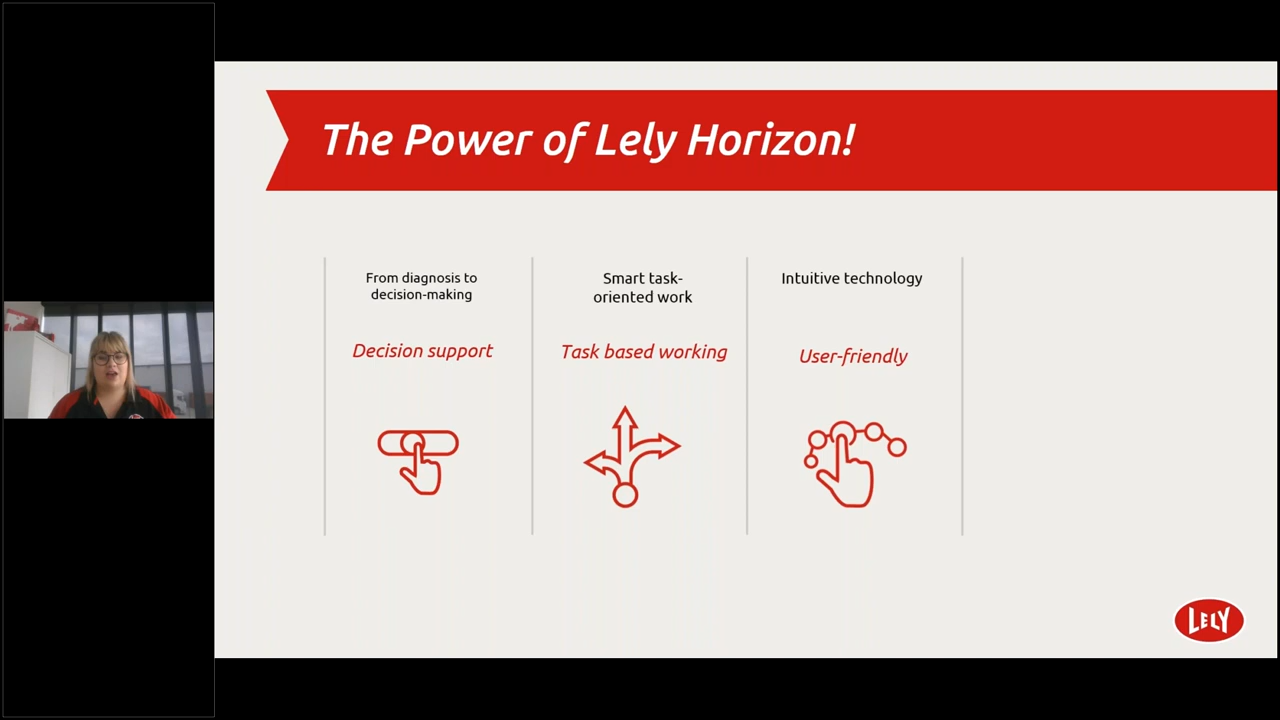 The Power of Lely Horizon!
From diagnosis to
decision-making
Decision support
Smart task-
oriented work
Task based working
Intuitive technology
User-friendly
LELY